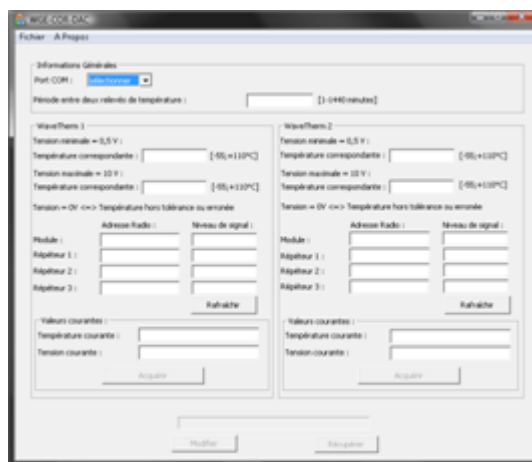 WGE-COR-DAC
Fichier A Propos
Informations Générales
Port COM : Sélectionner
Période entre deux relevés de température : [1-1440 minutes]
WaveTherm 1
Tension minimale = 0,5 V :
Température correspondante : [-55;+110°C]
Tension maximale = 10 V :
Température correspondante : [-55;+110°C]
Tension = 0V <=> Température hors tolérance ou erronée
Adresse Radio : Niveau de signal :
Module :
Répéteur 1 :
Répéteur 2 :
Répéteur 3 :
Rafraîchir
Valeurs courantes :
Température courante :
Tension courante :
Acquérir
WaveTherm 2
Tension minimale = 0,5 V :
Température correspondante : [-55;+110°C]
Tension maximale = 10 V :
Température correspondante : [-55;+110°C]
Tension = 0V <=> Température hors tolérance ou erronée
Adresse Radio : Niveau de signal :
Module :
Répéteur 1 :
Répéteur 2 :
Répéteur 3 :
Rafraîchir
Valeurs courantes :
Température courante :
Tension courante :
Acquérir
Modifier Récupérer